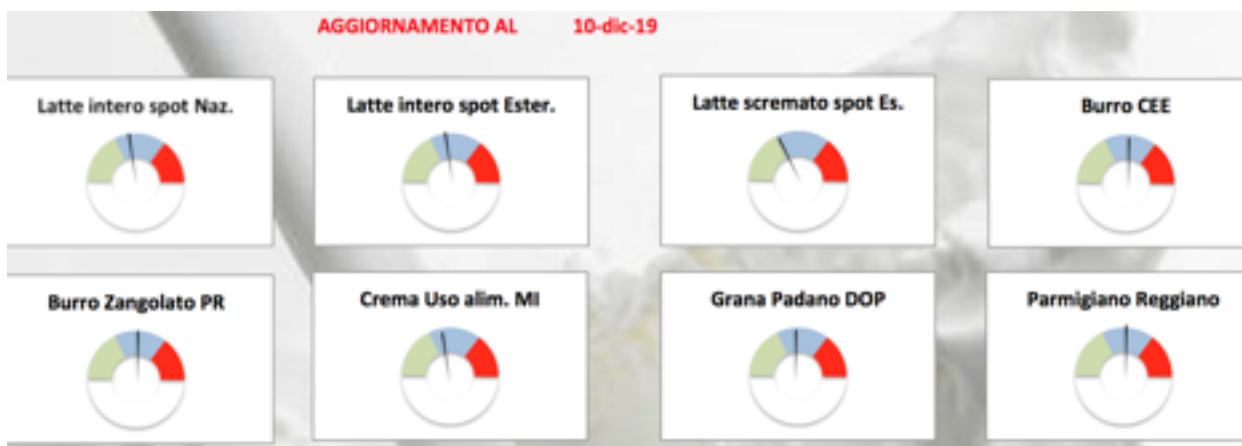 AGGIORNAMENTO AL 10-dic-19
Latte intero spot Naz.
Latte intero spot Ester.
Latte scremato spot Es.
Burro CEE
Burro Zangolato PR
Crema Uso alim. MI
Grana Padano DOP
Parmigiano Reggiano